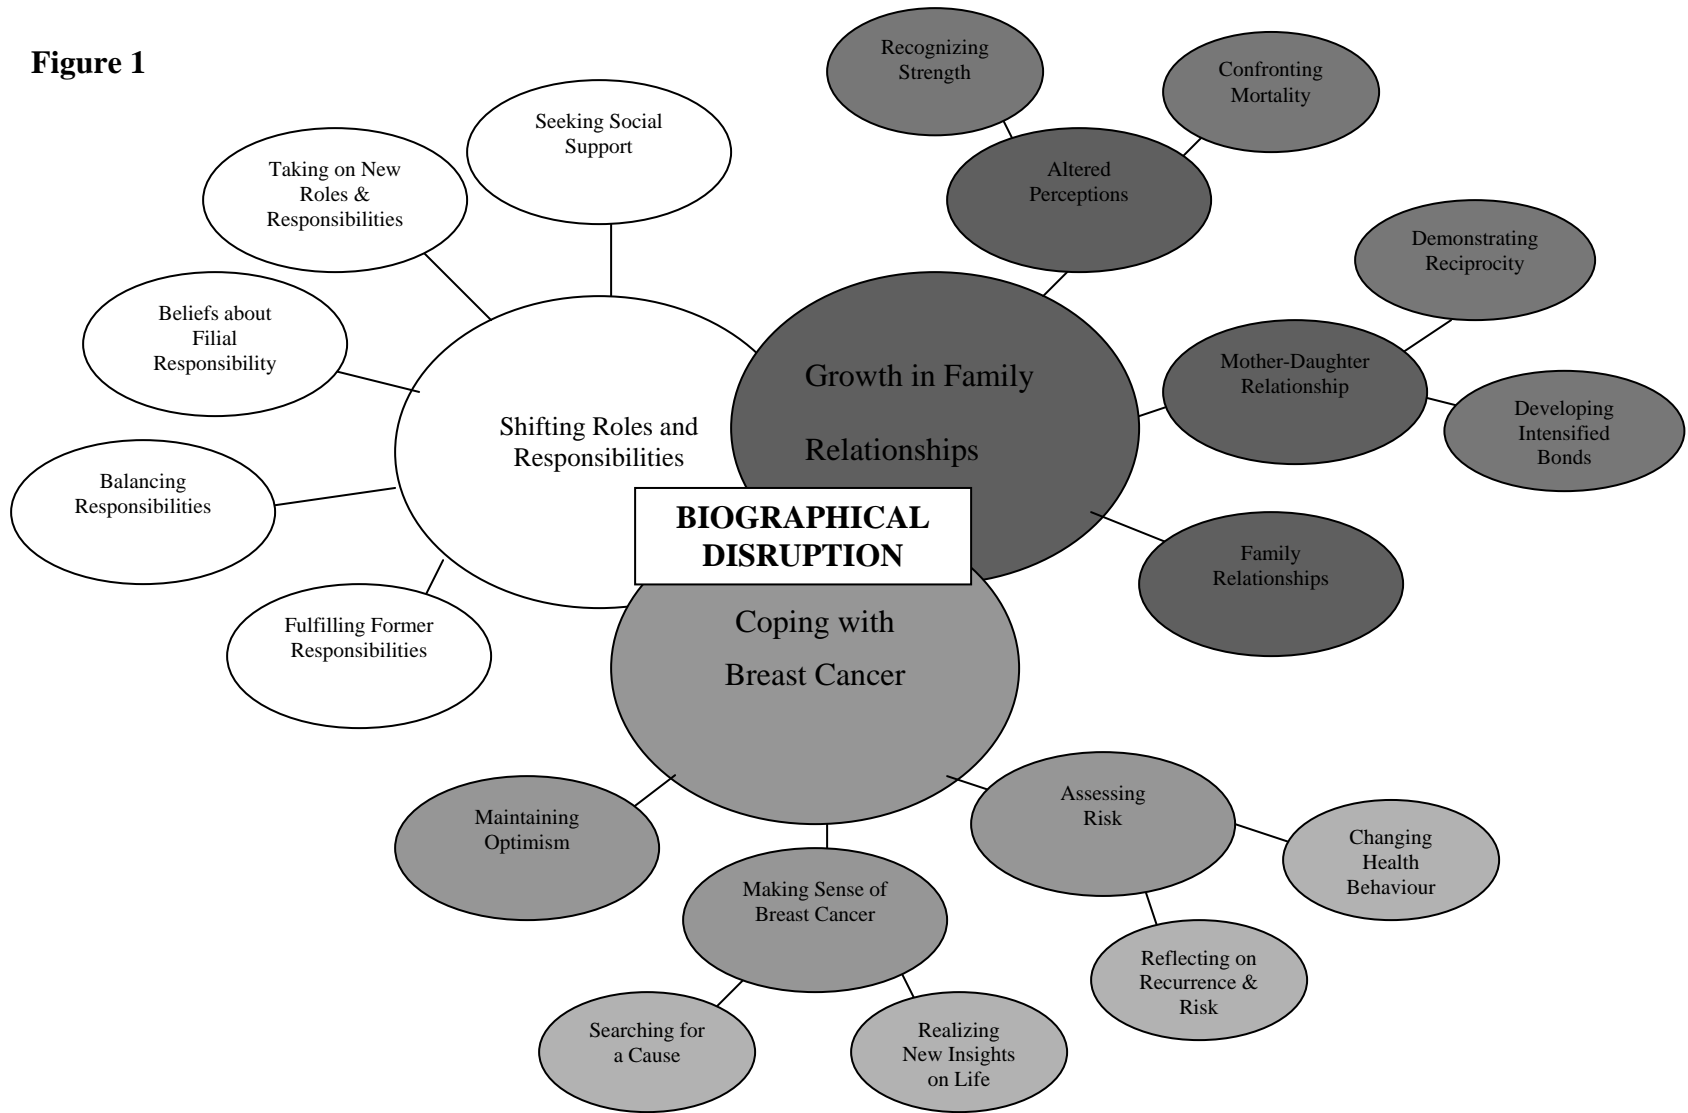 Figure 1
Recognizing
Strength
Confronting
Mortality
Seeking Social
Support
Taking on New
Roles &
Responsibilities
Altered
Perceptions
Demonstrating
Reciprocity
Beliefs about
Filial
Responsibility
Growth in Family
Relationships
Mother-Daughter
Relationship
Developing
Intensified
Bonds
Shifting Roles and
Responsibilities
Balancing
Responsibilities
BIOGRAPHICAL
DISRUPTION
Family
Relationships
Fulfilling Former
Responsibilities
Coping with
Breast Cancer
Maintaining
Optimism
Assessing
Risk
Changing
Health
Behaviour
Making Sense of
Breast Cancer
Reflecting on
Recurrence &
Risk
Searching for
a Cause
Realizing
New Insights
on Life